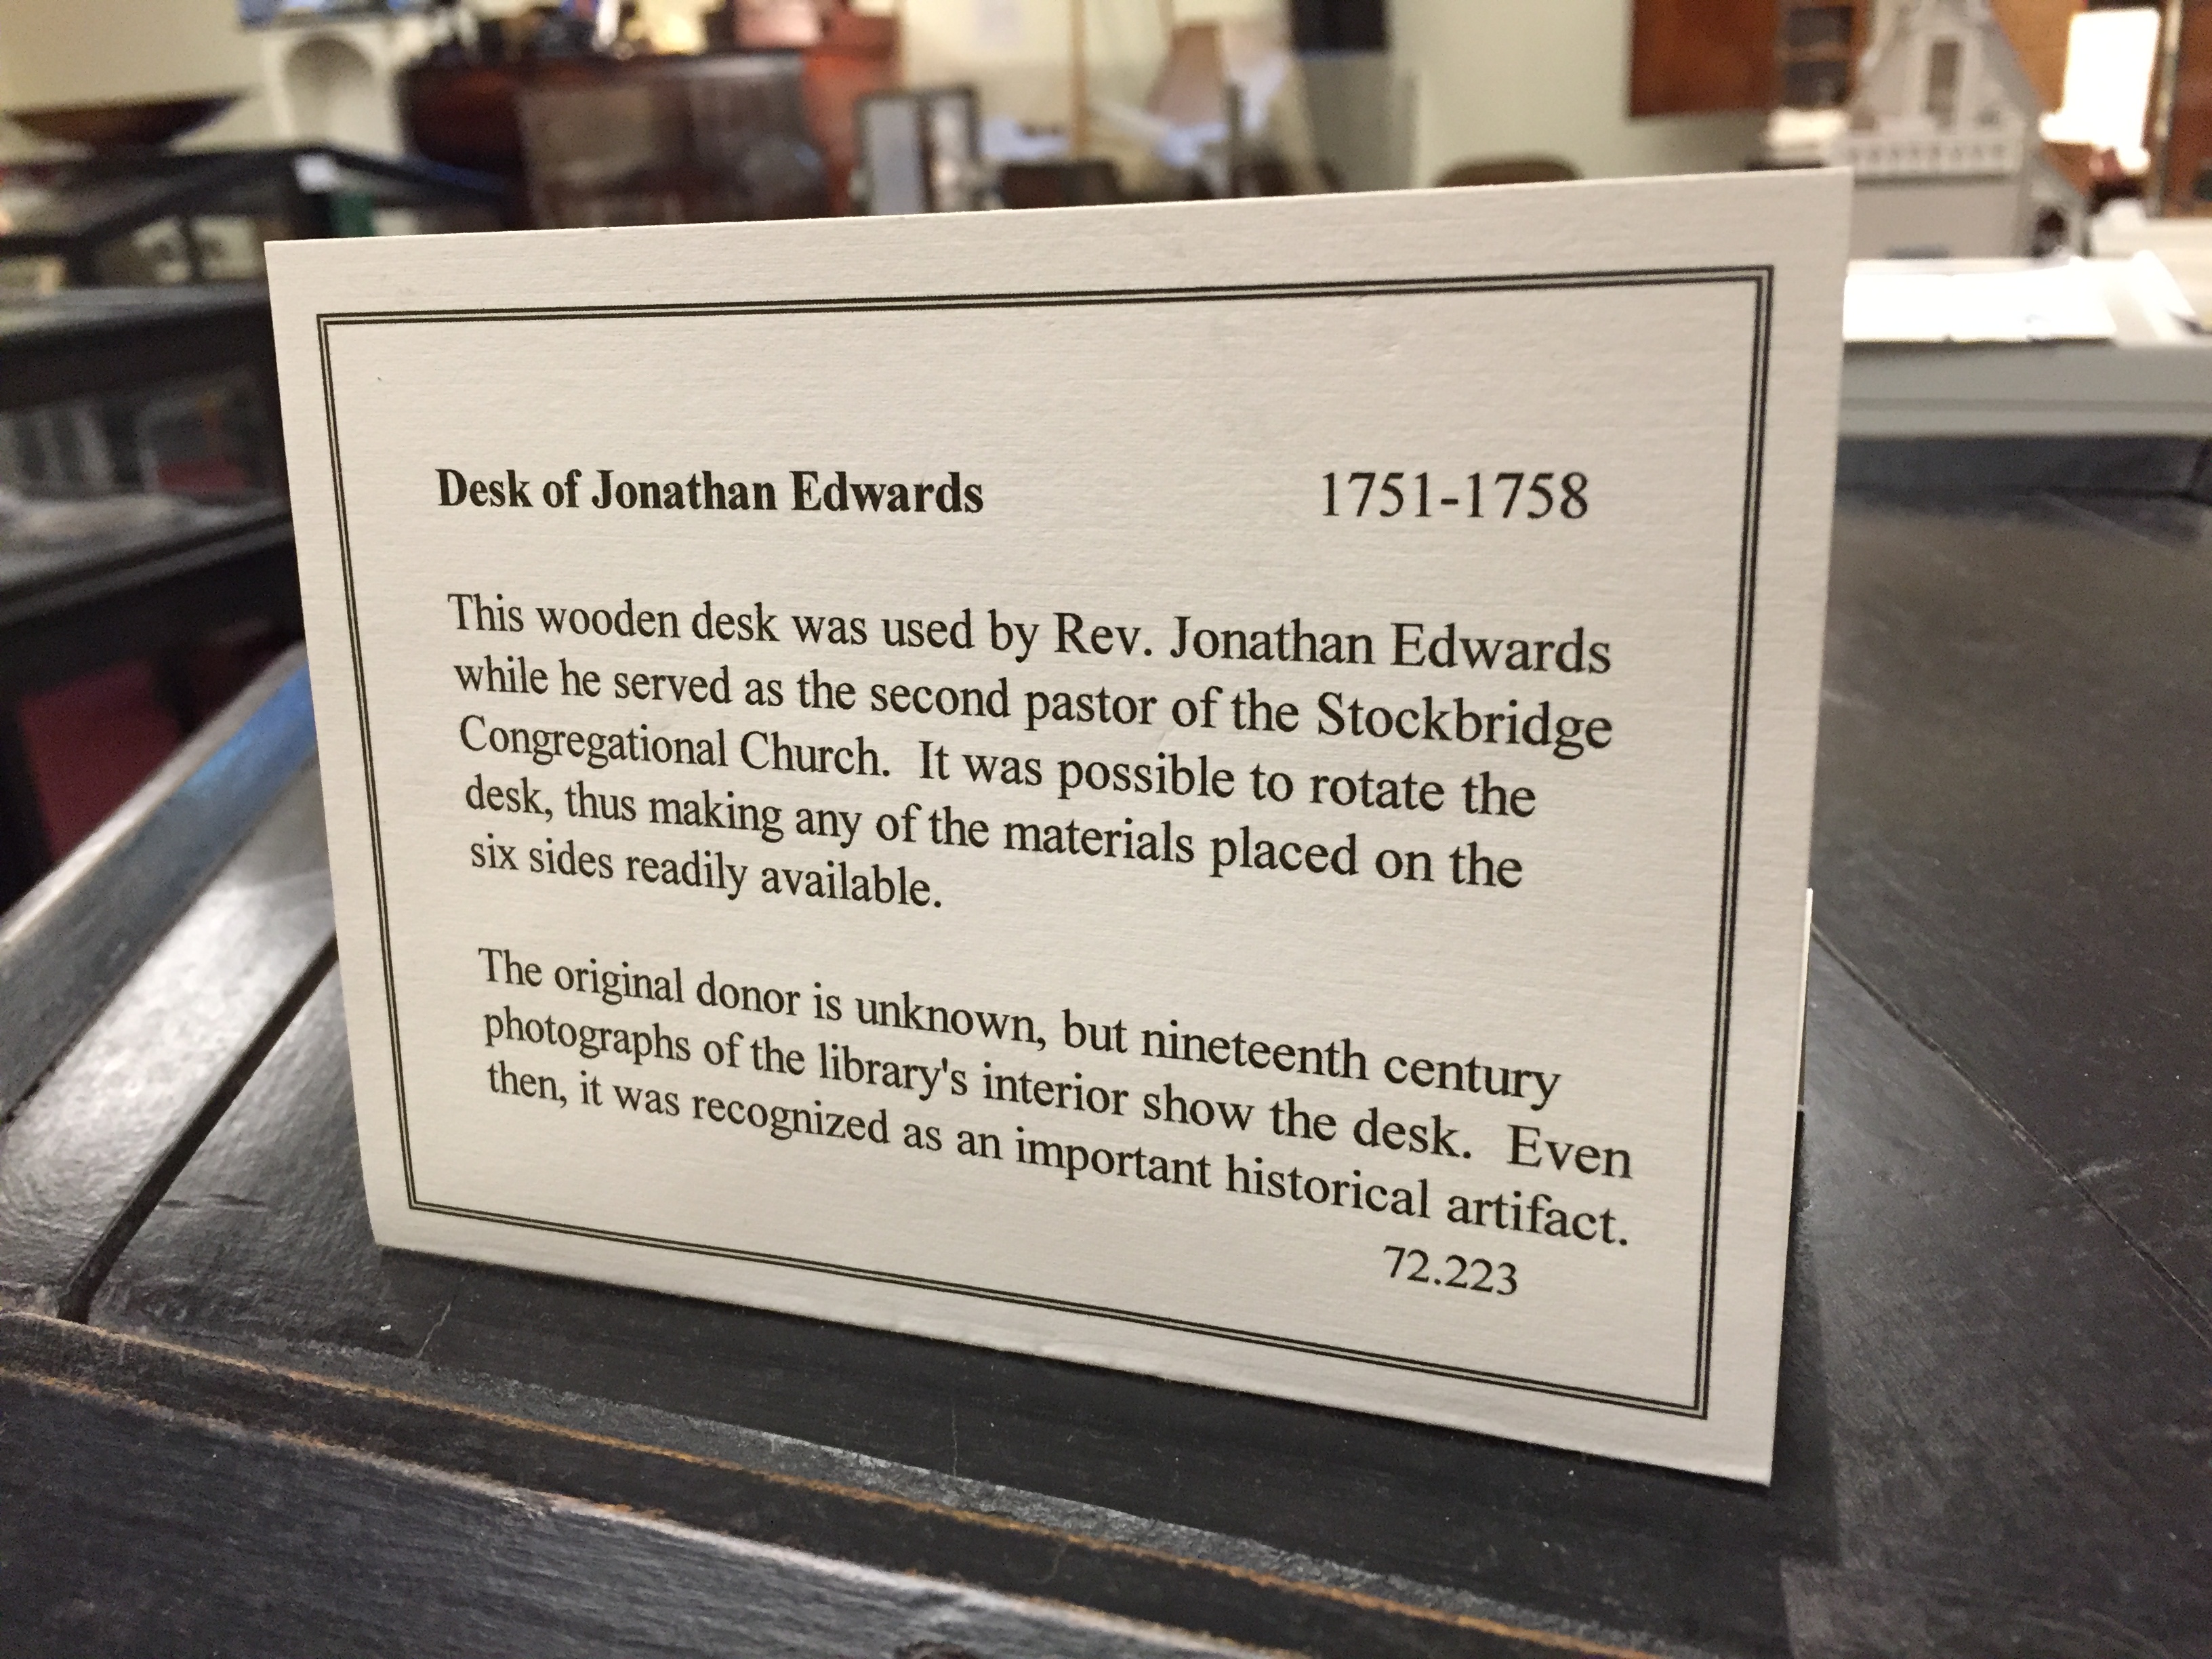 Desk of Jonathan Edwards 1751-1758
This wooden desk was used by Rev. Jonathan Edwards
while he served as the second pastor of the Stockbridge
Congregational Church. It was possible to rotate the
desk, thus making any of the materials placed on the
six sides readily available.
The original donor is unknown, but nineteenth century
photographs of the library's interior show the desk. Even
then, it was recognized as an important historical artifact.
72.223